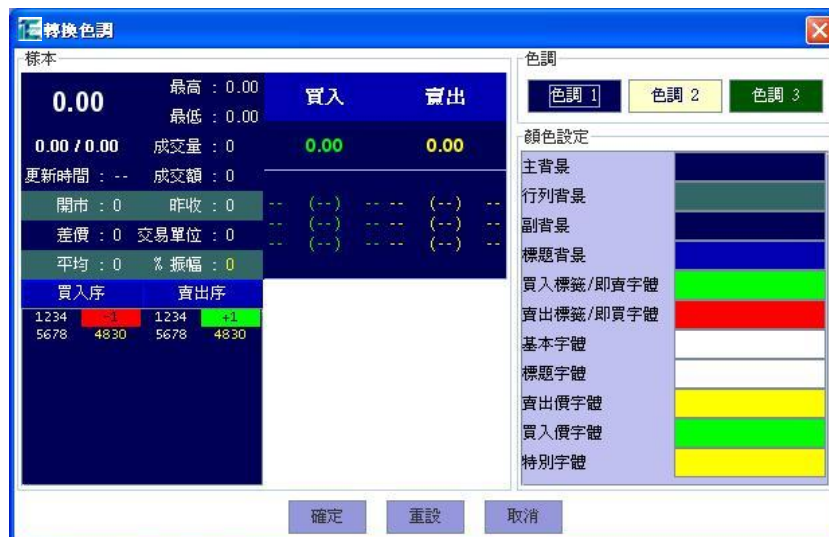 轉換色調
樣本
0.00
最高 : 0.00
買入
賣出
最低 : 0.00
0.00 / 0.00
成交量 : 0
0.00
0.00
更新時間 : --
成交額 : 0
開市 : 0
昨收 : 0
-- (--) -- -- (--) --
差價 : 0
交易單位 : 0
-- (--) -- -- (--) --
平均 : 0
% 振幅 : 0
-- (--) -- -- (--) --
買入序
賣出序
1234 -1 1234 +1
5678 4830 5678 4830
色調
色調 1
色調 2
色調 3
顏色設定
主背景
行列背景
副背景
標題背景
買入標籤/即賣字體
賣出標籤/即買字體
基本字體
標題字體
賣出價字體
買入價字體
特別字體
確定
重設
取消